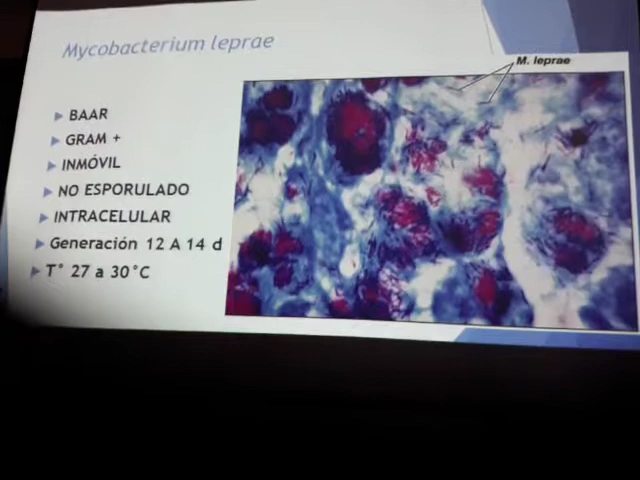 Mycobacterium leprae
M. leprae
BAAR
GRAM +
INMÓVIL
NO ESPORULADO
INTRACELULAR
Generación 12 A 14 d
T° 27 a 30°C